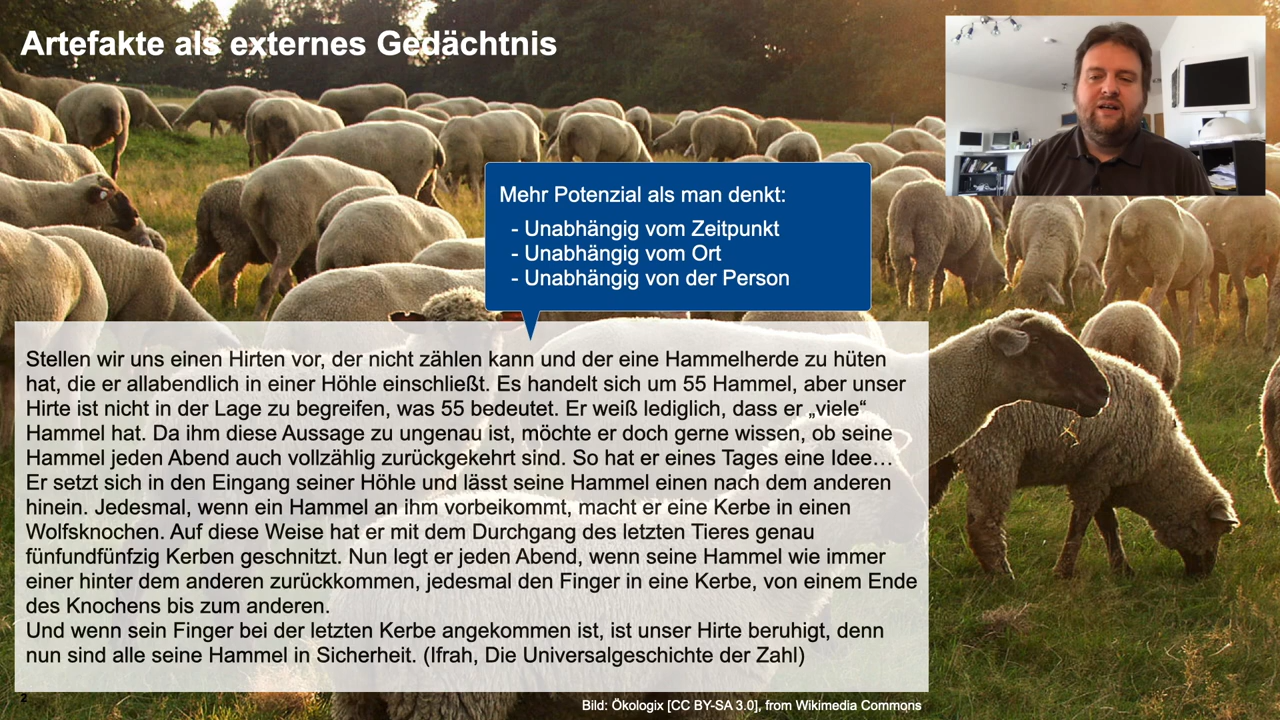 Artefakte als externes Gedächtnis
Mehr Potenzial als man denkt:
- Unabhängig vom Zeitpunkt
- Unabhängig vom Ort
- Unabhängig von der Person
Stellen wir uns einen Hirten vor, der nicht zählen kann und der eine Hammelherde zu hüten
hat, die er allabendlich in einer Höhle einschließt. Es handelt sich um 55 Hammel, aber unser
Hirte ist nicht in der Lage zu begreifen, was 55 bedeutet. Er weiß lediglich, dass er „viele“
Hammel hat. Da ihm diese Aussage zu ungenau ist, möchte er doch gerne wissen, ob seine
Hammel jeden Abend auch vollzählig zurückgekehrt sind. So hat er eines Tages eine Idee…
Er setzt sich in den Eingang seiner Höhle und lässt seine Hammel einen nach dem anderen
hinein. Jedesmal, wenn ein Hammel an ihm vorbeikommt, macht er eine Kerbe in einen
Wolfsknochen. Auf diese Weise hat er mit dem Durchgang des letzten Tieres genau
fünfundfünfzig Kerben geschnitzt. Nun legt er jeden Abend, wenn seine Hammel wie immer
einer hinter dem anderen zurückkommen, jedesmal den Finger in eine Kerbe, von einem Ende
des Knochens bis zum anderen.
Und wenn sein Finger bei der letzten Kerbe angekommen ist, ist unser Hirte beruhigt, denn
nun sind alle seine Hammel in Sicherheit. (Ifrah, Die Universalgeschichte der Zahl)
2
Bild: Ökologix [CC BY-SA 3.0], from Wikimedia Commons